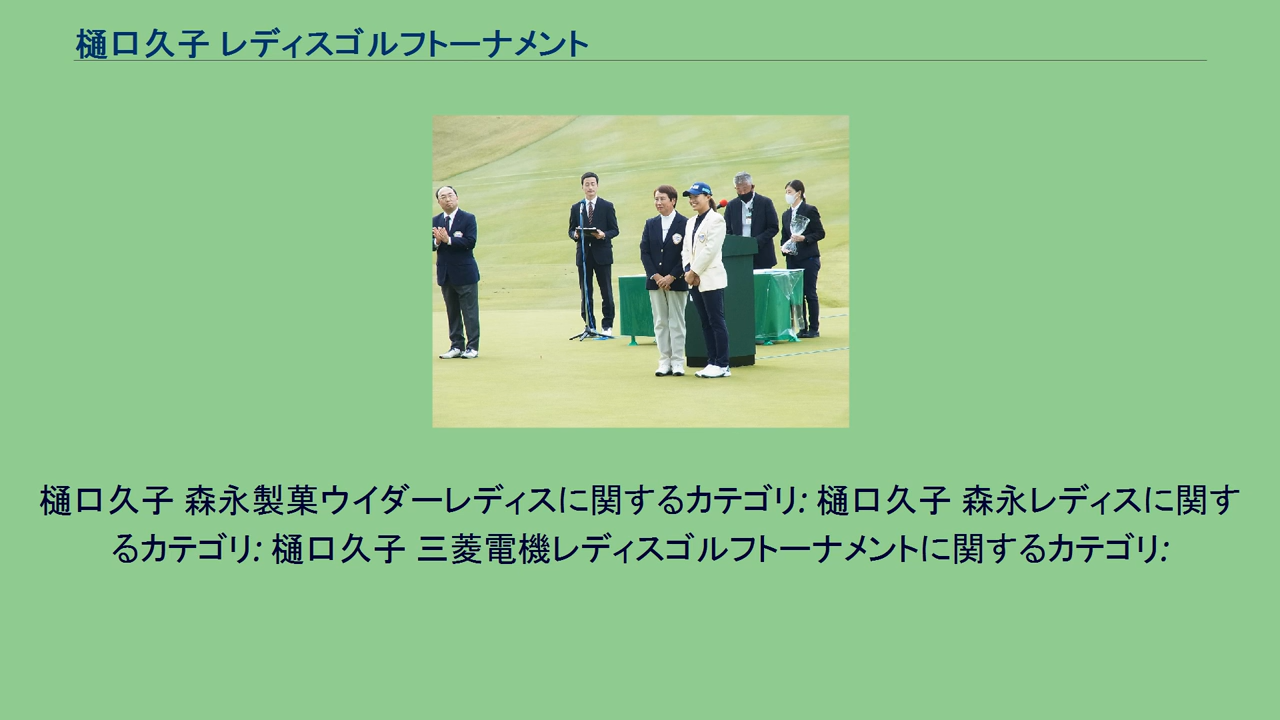 樋口久子 レディスゴルフトーナメント
樋口久子 森永製菓ウイダーレディスに関するカテゴリ: 樋口久子 森永レディスに関す
るカテゴリ: 樋口久子 三菱電機レディスゴルフトーナメントに関するカテゴリ: